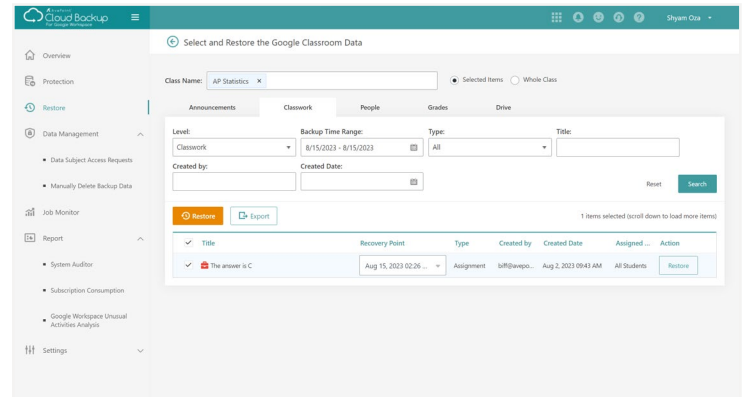 AvePoint
Cloud Backup
For Google Workspace
Shyam Oza
Overview
Protection
Restore
Data Management
Data Subject Access Requests
Manually Delete Backup Data
Job Monitor
Report
System Auditor
Subscription Consumption
Google Workspace Unusual
Activities Analysis
Settings
Select and Restore the Google Classroom Data
Class Name: AP Statistics × Selected Items Whole Class
Announcements Classwork People Grades Drive
Level: Backup Time Range: Type: Title:
Classwork 8/15/2023 - 8/15/2023 All
Created by: Created Date:
Reset Search
Restore Export 1 items selected (scroll down to load more items)
Title Recovery Point Type Created by Created Date Assigned ... Action
The answer is C Aug 15, 2023 02:26 ... Assignment biff@avepo... Aug 2, 2023 09:43 AM All Students Restore